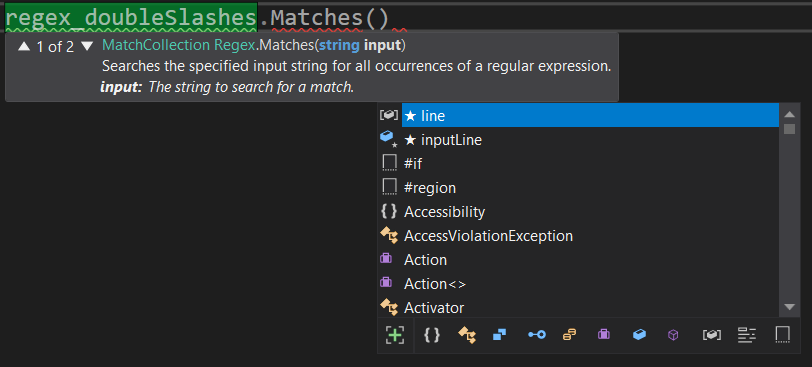 regex_doubleSlashes.Matches()
▲ 1 of 2 ▼ MatchCollection Regex.Matches(string input)
Searches the specified input string for all occurrences of a regular expression.
input: The string to search for a match.
★ line
★ inputLine
#if
#region
{} Accessibility
AccessViolationException
Action
Action<>
Activator
{}